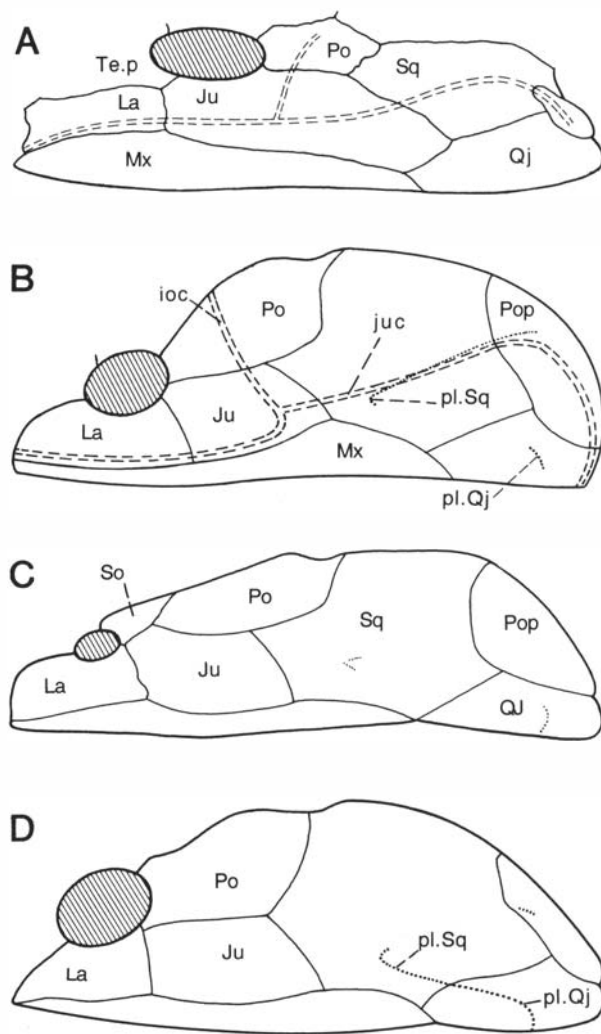 A
Te.p
La
Ju
Po
Sq
Mx
Qj
B
ioc
Po
juc
Pop
La
Ju
pl.Sq
Mx
pl.Qj
C
So
Po
Sq
Pop
La
Ju
QJ
D
Po
La
Ju
pl.Sq
pl.Qj